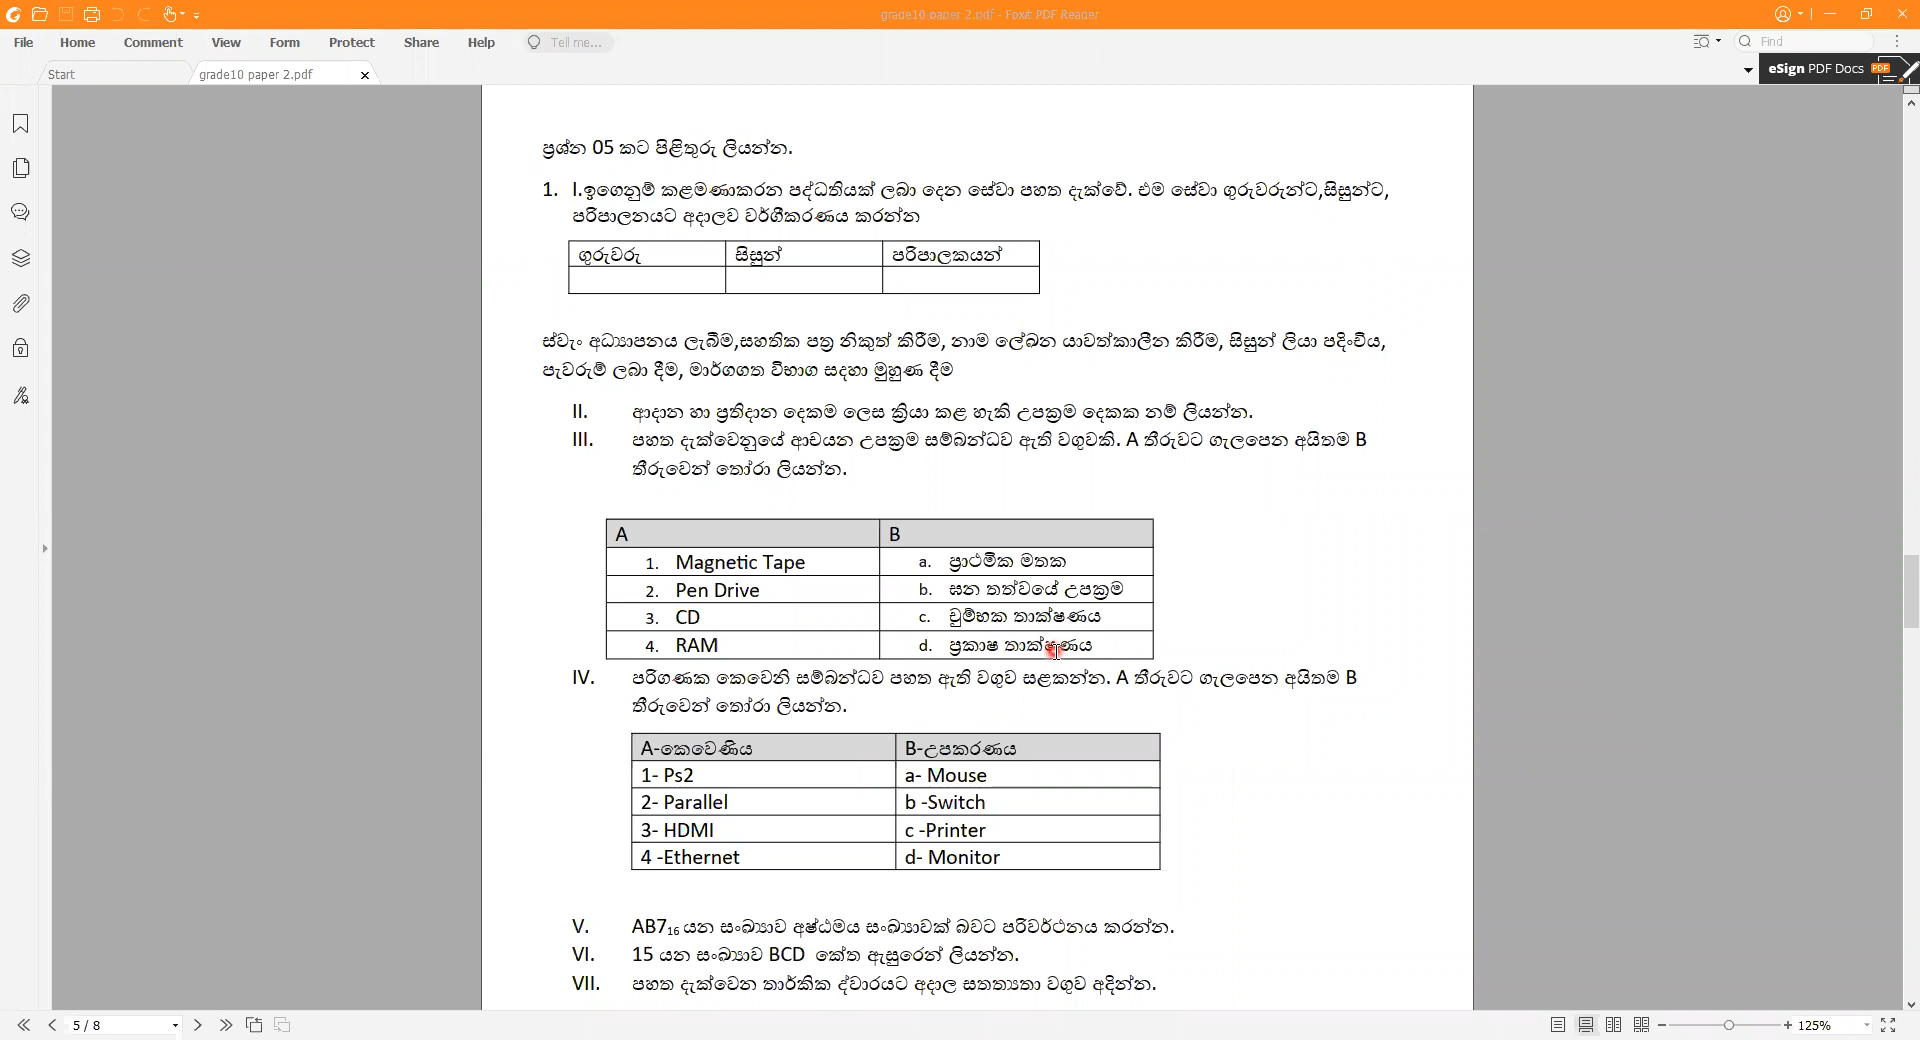 grade10 paper 2.pdf - Foxit PDF Reader
File Home Comment View Form Protect Share Help Tell me... Find
Start grade10 paper 2.pdf eSign PDF Docs PDF
ප්‍රශ්න 05 කට පිළිතුරු ලියන්න.
1. I.ඉගෙනුම් කළමණාකරන පද්ධතියක් ලබා දෙන සේවා පහත දැක්වේ. එම සේවා ගුරුවරුන්ට,සිසුන්ට,
පරිපාලනයට අදාලව වර්ගීකරණය කරන්න
ගුරුවරු සිසුන් පරිපාලකයන්
ස්වැං අධ්‍යාපනය ලැබීම,සහතික පත්‍ර නිකුත් කිරීම, නාම ලේඛන යාවත්කාලීන කිරීම, සිසුන් ලියා පදිංචිය,
පැවරුම් ලබා දීම, මාර්ගගත විභාග සදහා මුහුණ දීම
II. ආදාන හා ප්‍රතිදාන දෙකම ලෙස ක්‍රියා කළ හැකි උපක්‍රම දෙකක නම් ලියන්න.
III. පහත දැක්වෙනුයේ ආචයන උපක්‍රම සම්බන්ධව ඇති වගුවකි. A තීරුවට ගැලපෙන අයිතම B
තීරුවෙන් තෝරා ලියන්න.
A B
1. Magnetic Tape a. ප්‍රාථමික මතක
2. Pen Drive b. ඝන තත්වයේ උපක්‍රම
3. CD c. චුම්භක තාක්ෂණය
4. RAM d. ප්‍රකාෂ තාක්ෂණය
IV. පරිගණක කෙවෙනි සම්බන්ධව පහත ඇති වගුව සළකන්න. A තීරුවට ගැලපෙන අයිතම B
තීරුවෙන් තෝරා ලියන්න.
A-කෙවෙණිය B-උපකරණය
1- Ps2 a- Mouse
2- Parallel b -Switch
3- HDMI c -Printer
4 -Ethernet d- Monitor
V. AB7₁₆ යන සංඛ්‍යාව අෂ්ඨමය සංඛ්‍යාවක් බවට පරිවර්ථනය කරන්න.
VI. 15 යන සංඛ්‍යාව BCD කේත ඇසුරෙන් ලියන්න.
VII. පහත දැක්වෙන තාර්කික ද්වාරයට අදාල සත්‍යතා වගුව අදින්න.
5 / 8 125%